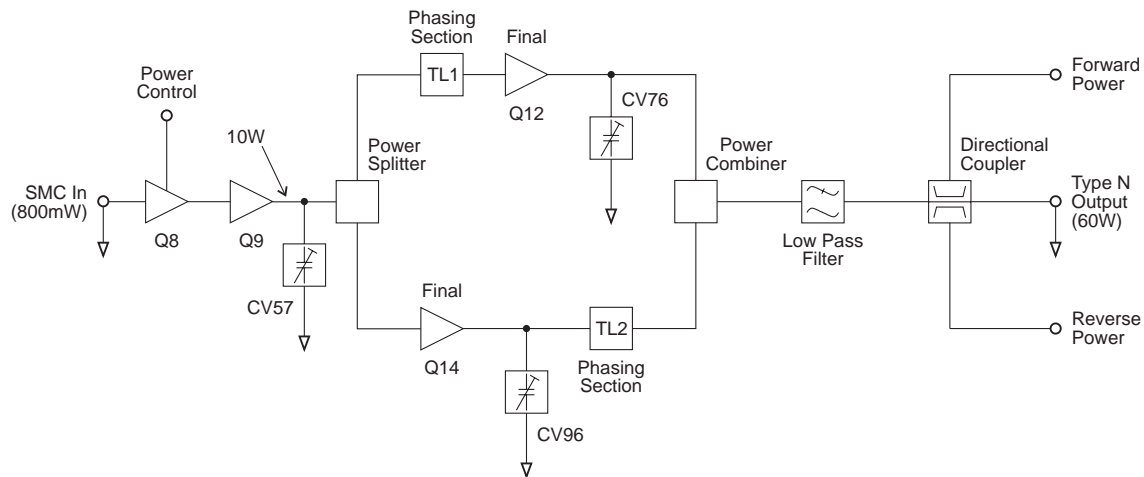 Phasing
Section
TL1
Final
Q12
CV76
Power
Control
10W
Power
Splitter
SMC In
(800mW)
Q8
Q9
CV57
Final
Q14
CV96
TL2
Phasing
Section
Power
Combiner
Low Pass
Filter
Directional
Coupler
Forward
Power
Type N
Output
(60W)
Reverse
Power